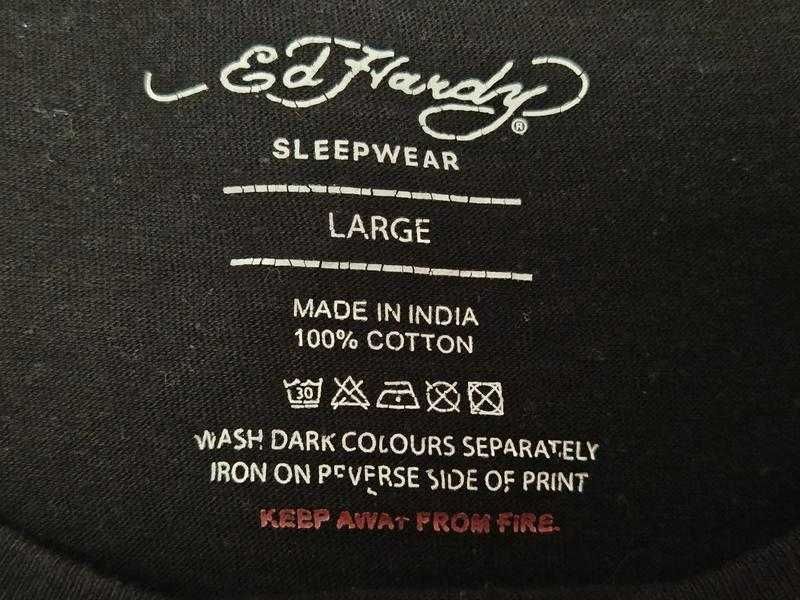 Ed Hardy®
SLEEPWEAR
LARGE
MADE IN INDIA
100% COTTON
30
WASH DARK COLOURS SEPARATELY
IRON ON REVERSE SIDE OF PRINT
KEEP AWAY FROM FIRE.